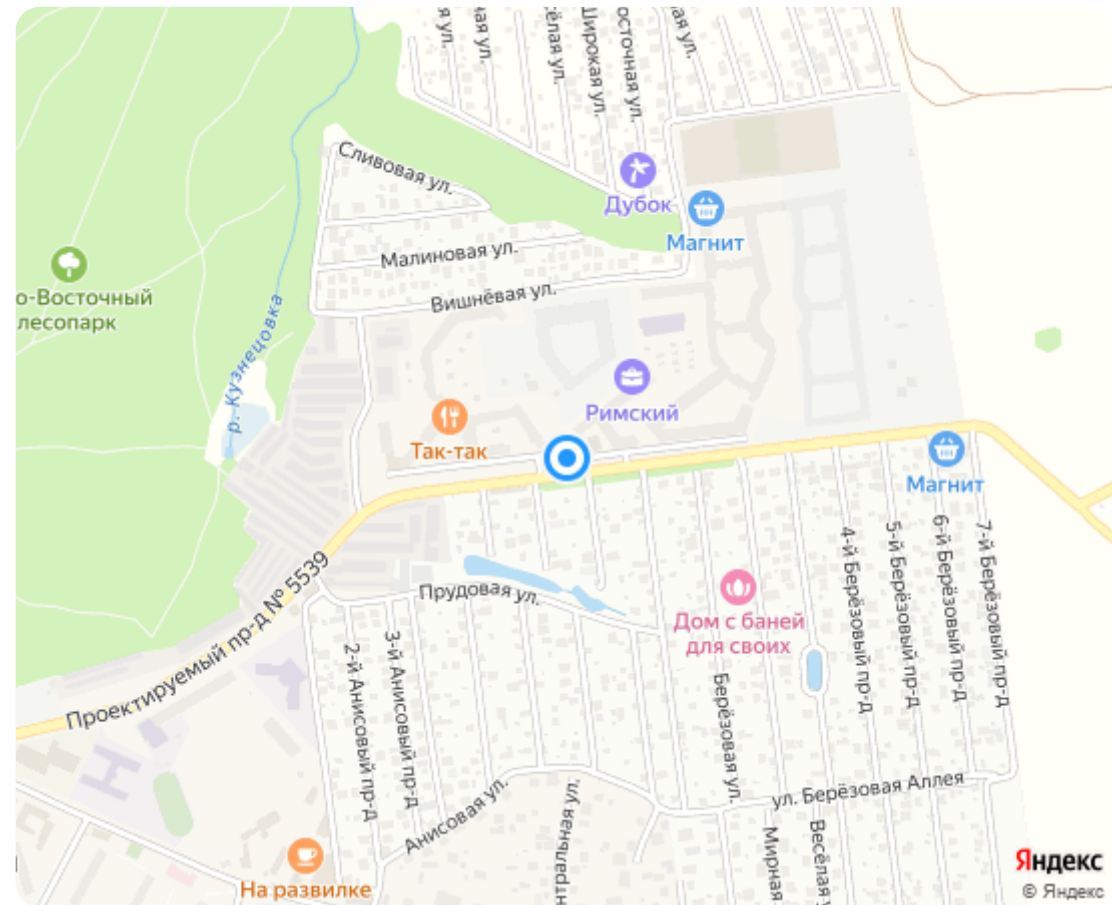 ёлая ул.
Широкая ул.
осточная ул.
ая ул.
Сливовая ул.
Дубок
Магнит
Малиновая ул.
о-Восточный
лесопарк
Вишнёвая ул.
р. Кузнецовка
Римский
Так-так
Магнит
Проектируемый пр-д № 5539
Прудовая ул.
Дом с баней
для своих
2-й Анисовый пр-д
3-й Анисовый пр-д
Берёзовая ул.
4-й Берёзовый пр-д
5-й Берёзовый пр-д
6-й Берёзовый пр-д
7-й Берёзовый пр-д
Анисовая ул.
ул. Берёзовая Аллея
нтральная ул.
Мирная
Весёлая у
На развилке
Яндекс
© Яндекс